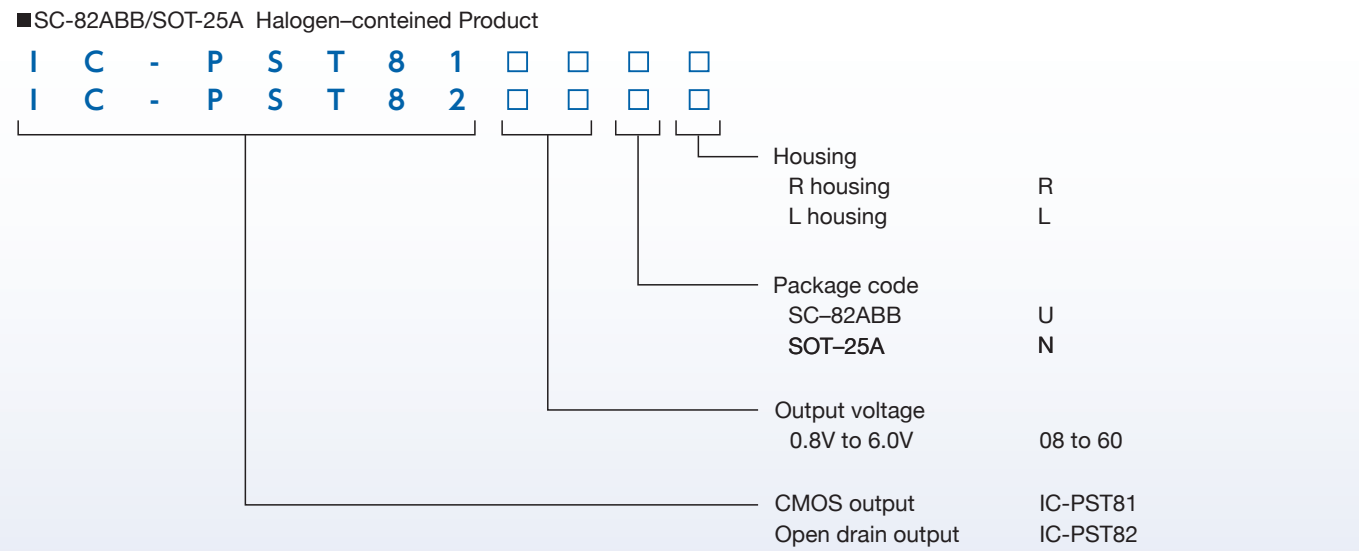 ■SC-82ABB/SOT-25A Halogen–conteined Product
I C - P S T 8 1 □ □ □ □
I C - P S T 8 2 □ □ □ □
Housing
R housing R
L housing L
Package code
SC–82ABB U
SOT–25A N
Output voltage
0.8V to 6.0V 08 to 60
CMOS output IC-PST81
Open drain output IC-PST82